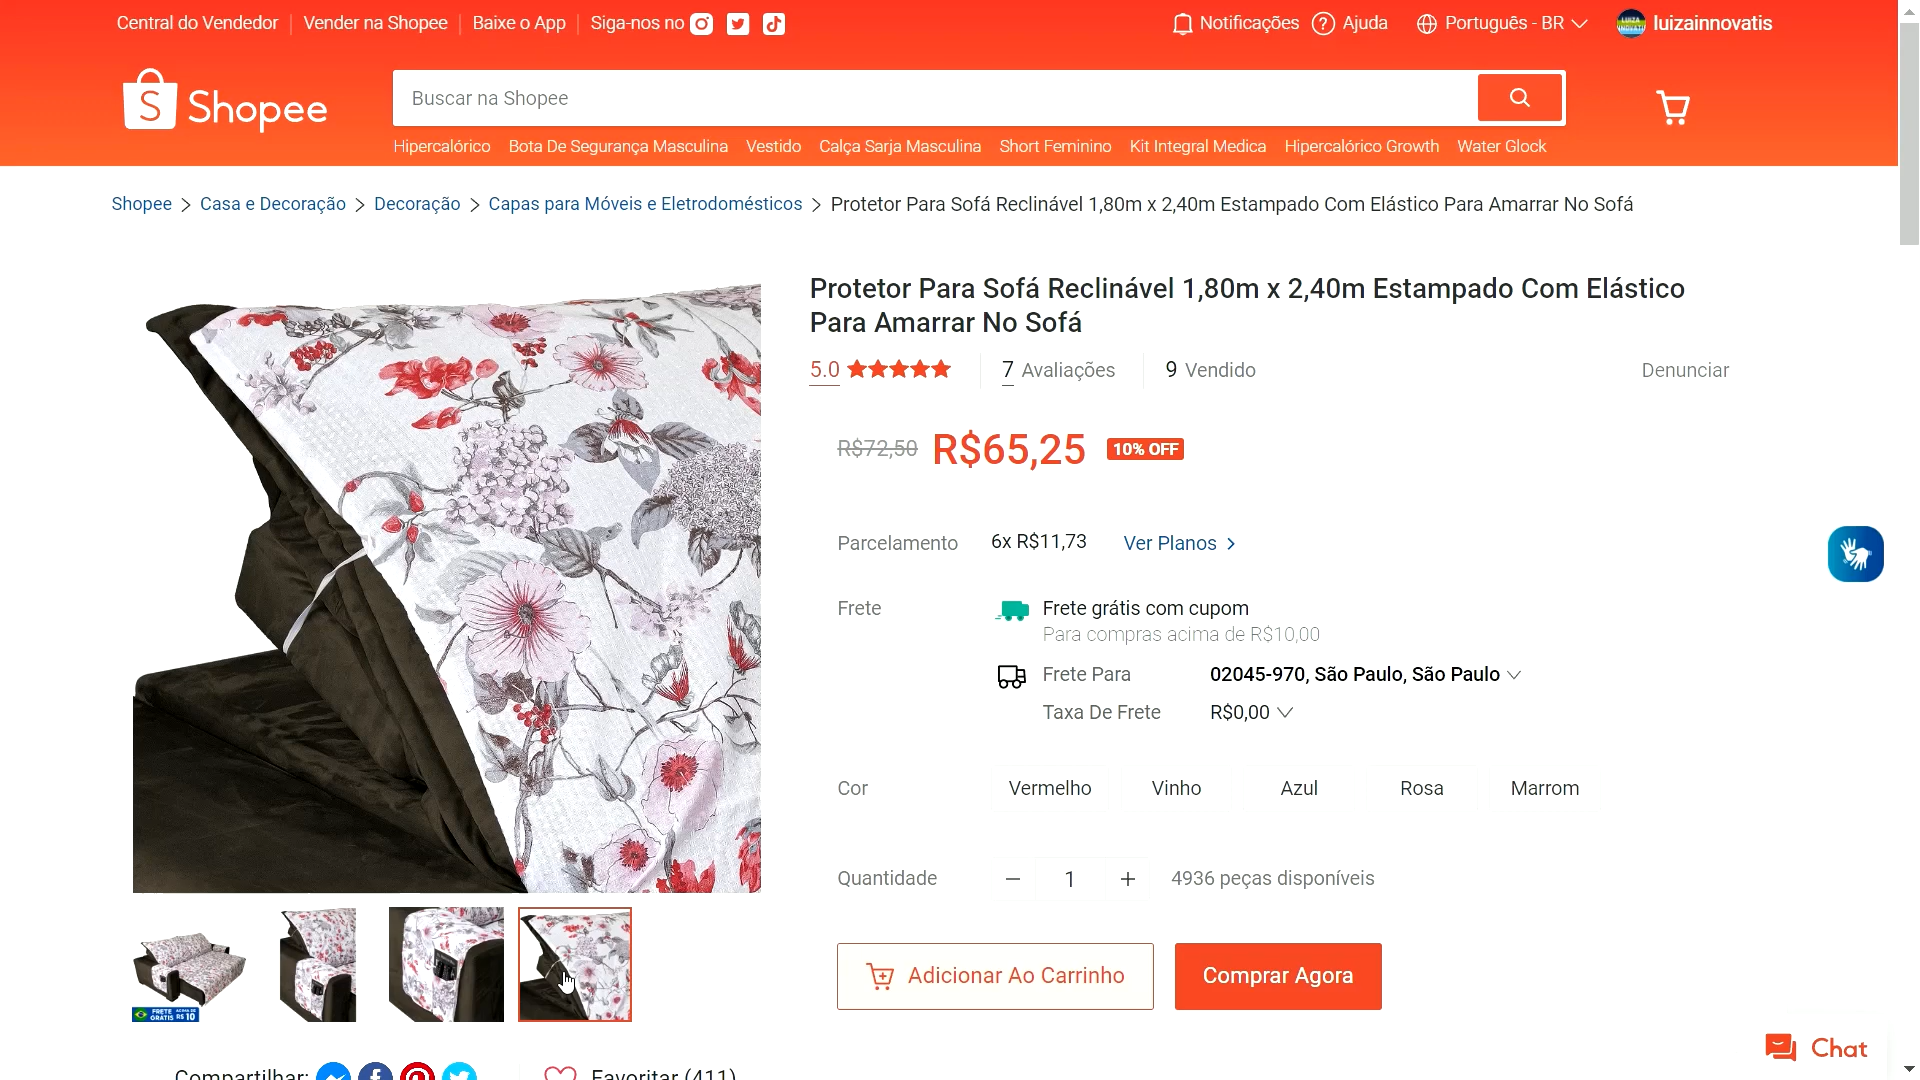 Central do Vendedor
Vender na Shopee
Baixe o App
Siga-nos no
Notificações
Ajuda
Português - BR
luizainnovatis
S Shopee
Buscar na Shopee
Hipercalórico Bota De Segurança Masculina Vestido Calça Sarja Masculina Short Feminino Kit Integral Medica Hipercalórico Growth Water Glock
Shopee > Casa e Decoração > Decoração > Capas para Móveis e Eletrodomésticos > Protetor Para Sofá Reclinável 1,80m x 2,40m Estampado Com Elástico Para Amarrar No Sofá
Protetor Para Sofá Reclinável 1,80m x 2,40m Estampado Com Elástico
Para Amarrar No Sofá
5.0
7 Avaliações
9 Vendido
Denunciar
R$72,50 R$65,25 10% OFF
Parcelamento 6x R$11,73 Ver Planos >
Frete Frete grátis com cupom
Para compras acima de R$10,00
Frete Para 02045-970, São Paulo, São Paulo
Taxa De Frete R$0,00
Cor Vermelho Vinho Azul Rosa Marrom
Quantidade − 1 + 4936 peças disponíveis
FRETE GRÁTIS ACIMA DE R$ 10
Adicionar Ao Carrinho
Comprar Agora
Chat
Compartilhar:
Favoritar (411)